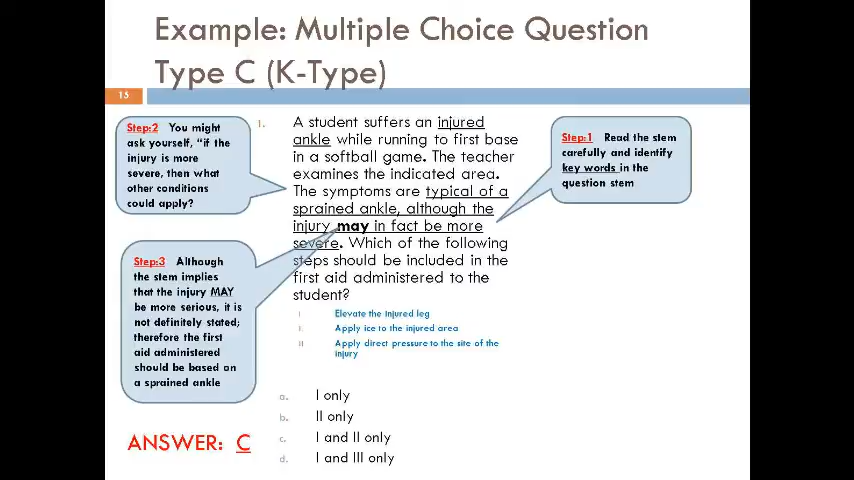 Example: Multiple Choice Question
Type C (K-Type)
15
Step:2 You might
ask yourself, "if the
injury is more
severe, then what
other conditions
could apply?
1. A student suffers an injured
ankle while running to first base
in a softball game. The teacher
examines the indicated area.
The symptoms are typical of a
sprained ankle, although the
injury may in fact be more
severe. Which of the following
steps should be included in the
first aid administered to the
student?
Step:1 Read the stem
carefully and identify
key words in the
question stem
Step:3 Although
the stem implies
that the injury MAY
be more serious, it is
not definitely stated;
therefore the first
aid administered
should be based on
a sprained ankle
I Elevate the injured leg
Apply ice to the injured area
Apply direct pressure to the site of the
injury
a. I only
b. II only
c. I and II only
d. I and III only
ANSWER: C